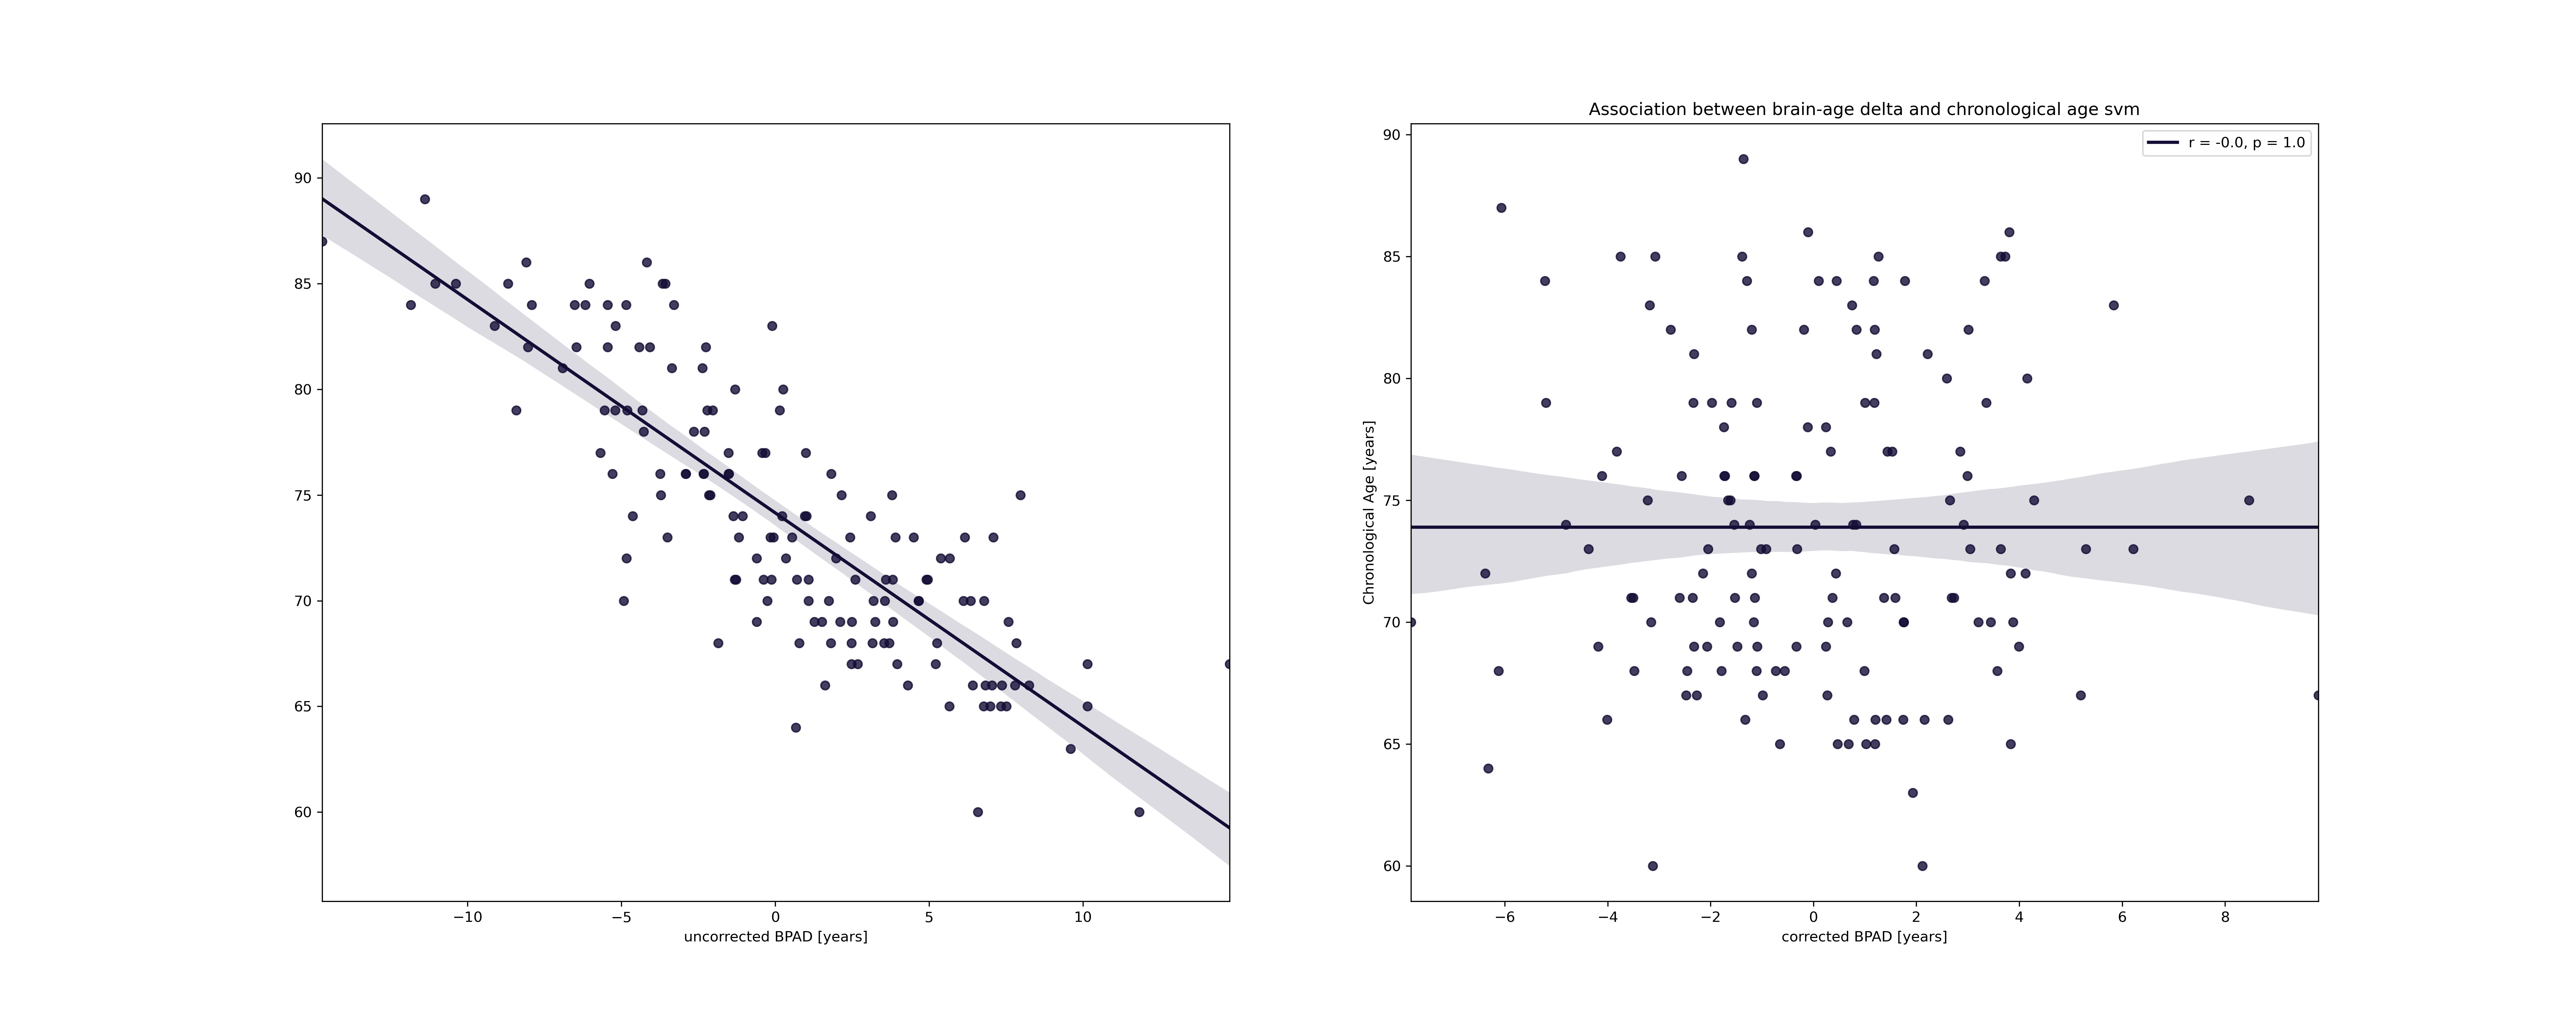 90
85
80
75
70
65
60
−10 −5 0 5 10
uncorrected BPAD [years]
Association between brain-age delta and chronological age svm
r = -0.0, p = 1.0
Chronological Age [years]
90
85
80
75
70
65
60
−6 −4 −2 0 2 4 6 8
corrected BPAD [years]